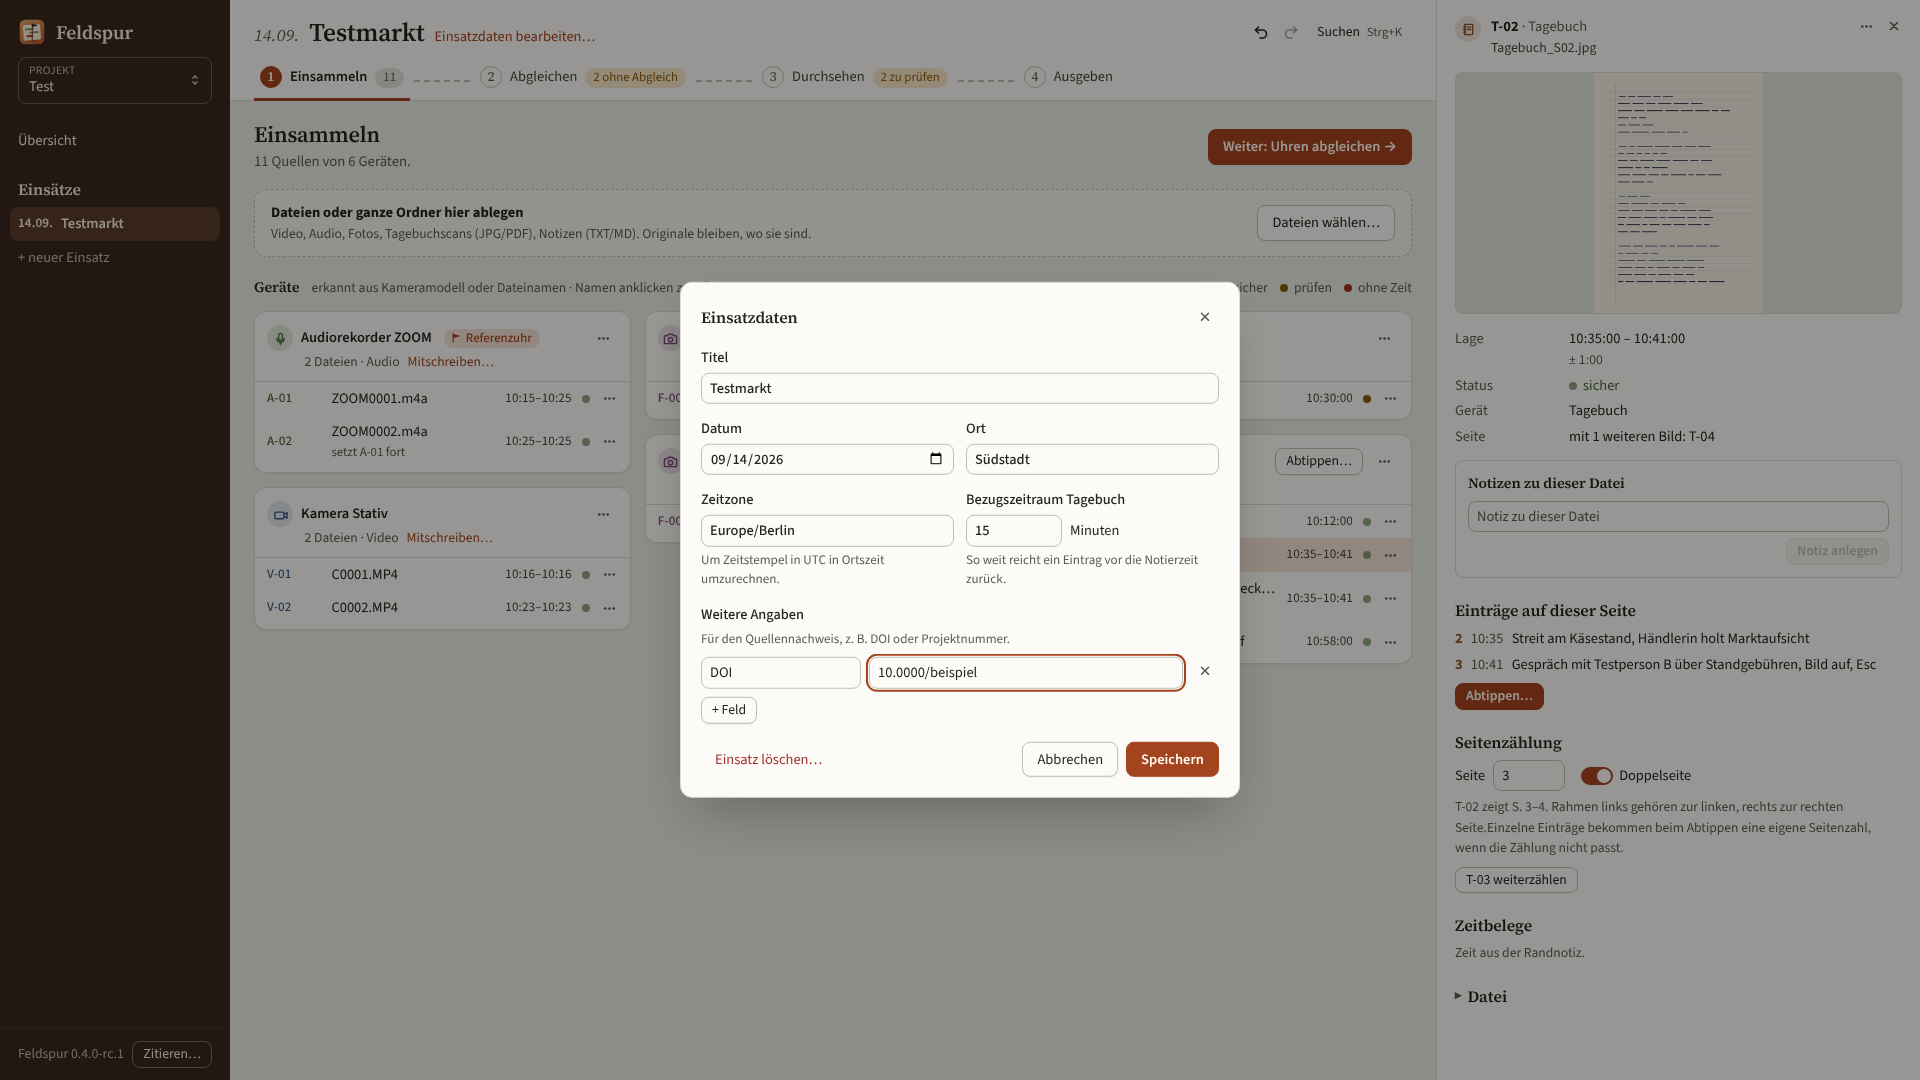 Feldspur
PROJEKT
Test
Übersicht
Einsätze
14.09. Testmarkt
+ neuer Einsatz
Feldspur 0.4.0-rc.1
Zitieren…
14.09. Testmarkt Einsatzdaten bearbeiten…
Suchen Strg+K
1 Einsammeln 11
2 Abgleichen 2 ohne Abgleich
3 Durchsehen 2 zu prüfen
4 Ausgeben
Einsammeln
11 Quellen von 6 Geräten.
Weiter: Uhren abgleichen →
Dateien oder ganze Ordner hier ablegen
Video, Audio, Fotos, Tagebuchscans (JPG/PDF), Notizen (TXT/MD). Originale bleiben, wo sie sind.
Dateien wählen…
Geräte erkannt aus Kameramodell oder Dateinamen · Namen anklicken
prüfen ohne Zeit
Audiorekorder ZOOM Referenzuhr
2 Dateien · Audio Mitschreiben…
A-01 ZOOM0001.m4a 10:15–10:25
A-02 ZOOM0002.m4a 10:25–10:25
setzt A-01 fort
Kamera Stativ
2 Dateien · Video Mitschreiben…
V-01 C0001.MP4 10:16–10:16
V-02 C0002.MP4 10:23–10:23
10:30:00
Abtippen…
10:12:00
10:35–10:41
10:35–10:41
10:58:00
Einsatzdaten
Titel
Testmarkt
Datum
09/14/2026
Ort
Südstadt
Zeitzone
Europe/Berlin
Um Zeitstempel in UTC in Ortszeit
umzurechnen.
Bezugszeitraum Tagebuch
15 Minuten
So weit reicht ein Eintrag vor die Notierzeit
zurück.
Weitere Angaben
Für den Quellennachweis, z. B. DOI oder Projektnummer.
DOI 10.0000/beispiel
+ Feld
Einsatz löschen…
Abbrechen
Speichern
T-02 · Tagebuch
Tagebuch_S02.jpg
Lage 10:35:00 – 10:41:00
± 1:00
Status sicher
Gerät Tagebuch
Seite mit 1 weiteren Bild: T-04
Notizen zu dieser Datei
Notiz zu dieser Datei
Notiz anlegen
Einträge auf dieser Seite
2 10:35 Streit am Käsestand, Händlerin holt Marktaufsicht
3 10:41 Gespräch mit Testperson B über Standgebühren, Bild auf, Esc
Abtippen…
Seitenzählung
Seite 3 Doppelseite
T-02 zeigt S. 3–4. Rahmen links gehören zur linken, rechts zur rechten
Seite.Einzelne Einträge bekommen beim Abtippen eine eigene Seitenzahl,
wenn die Zählung nicht passt.
T-03 weiterzählen
Zeitbelege
Zeit aus der Randnotiz.
Datei